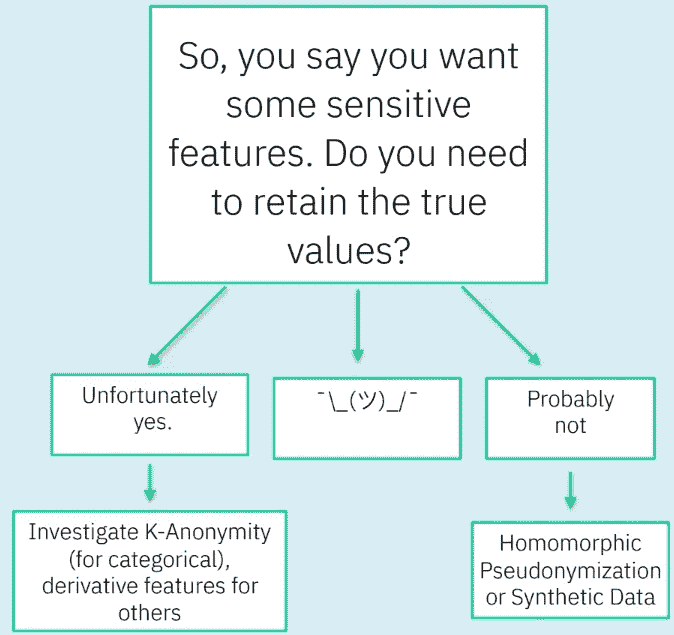 So, you say you want
some sensitive
features. Do you need
to retain the true
values?
Unfortunately
yes.
¯\_(ツ)_/¯
Probably
not
Investigate K-Anonymity
(for categorical),
derivative features for
others
Homomorphic
Pseudonymization
or Synthetic Data